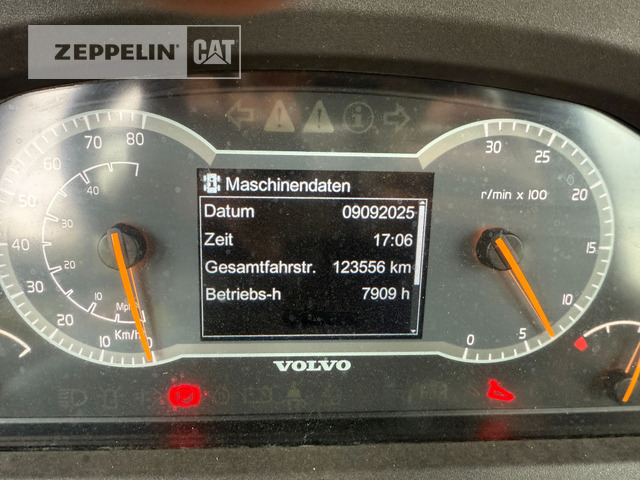 ZEPPELIN CAT
80
70
60
50
40
30
20
10
0
Km/h
40
30
20
10
Mph
Maschinendaten
Datum 09092025
Zeit 17:06
Gesamtfahrstr. 123556 km
Betriebs-h 7909 h
30
25
20
15
10
5
0
r/min x 100
VOLVO